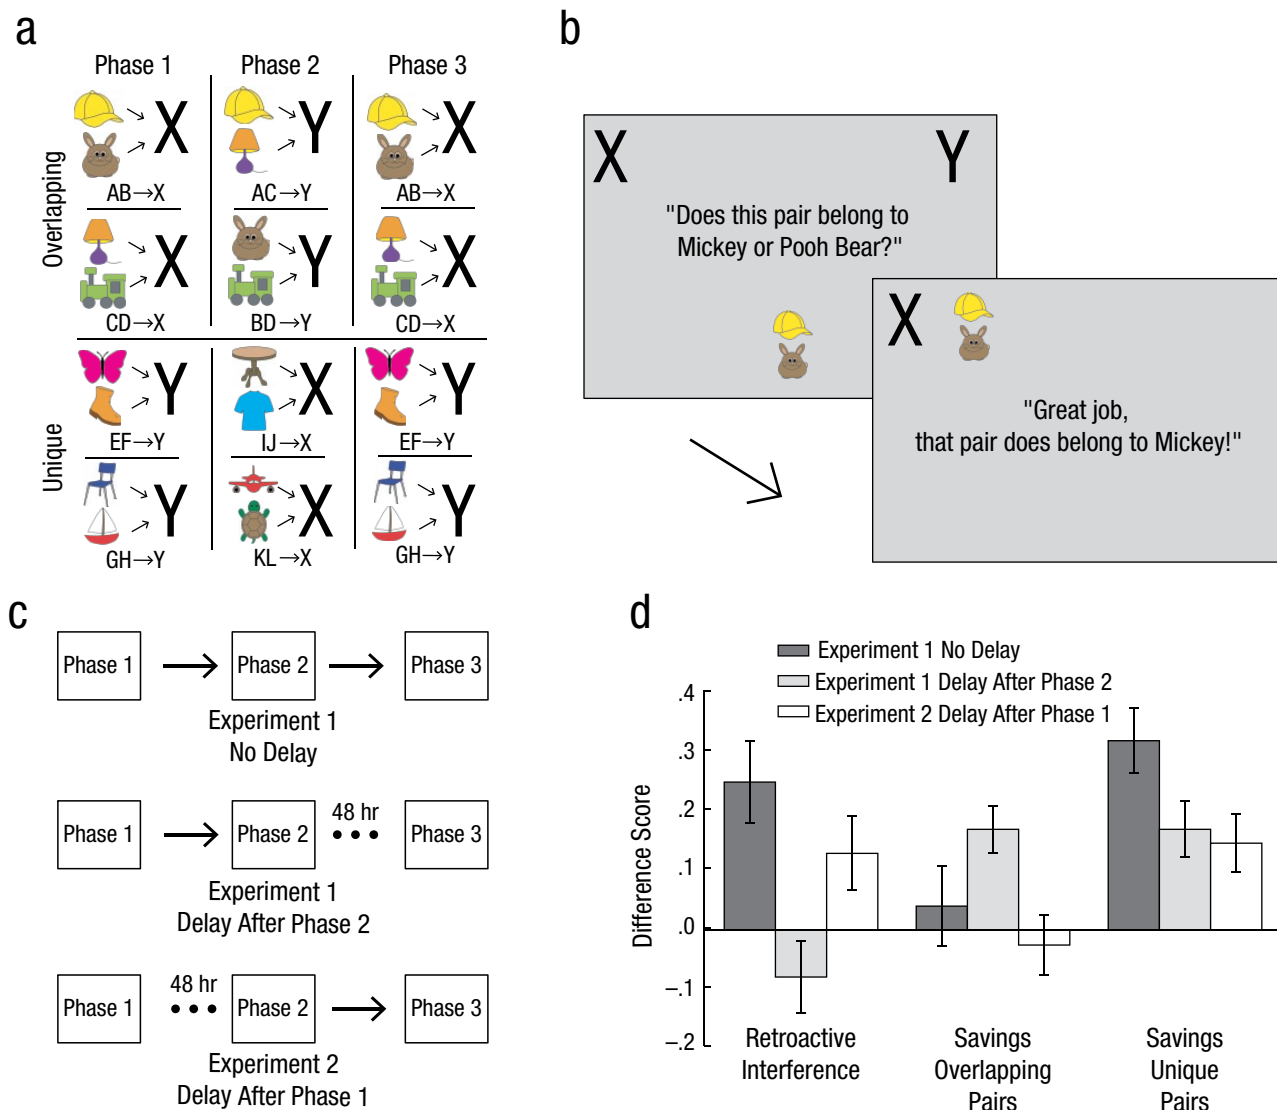 a
Phase 1 Phase 2 Phase 3
Overlapping
X Y X
AB→X AC→Y AB→X
X Y X
CD→X BD→Y CD→X
Unique
Y X Y
EF→Y IJ→X EF→Y
Y X Y
GH→Y KL→X GH→Y
b
X Y
"Does this pair belong to
Mickey or Pooh Bear?"
X
"Great job,
that pair does belong to Mickey!"
c
Phase 1 Phase 2 Phase 3
Experiment 1
No Delay
48 hr
Phase 1 Phase 2 Phase 3
Experiment 1
Delay After Phase 2
48 hr
Phase 1 Phase 2 Phase 3
Experiment 2
Delay After Phase 1
d
Experiment 1 No Delay
Experiment 1 Delay After Phase 2
Experiment 2 Delay After Phase 1
Difference Score
.4
.3
.2
.1
.0
–.1
–.2
Retroactive
Interference
Savings
Overlapping
Pairs
Savings
Unique
Pairs